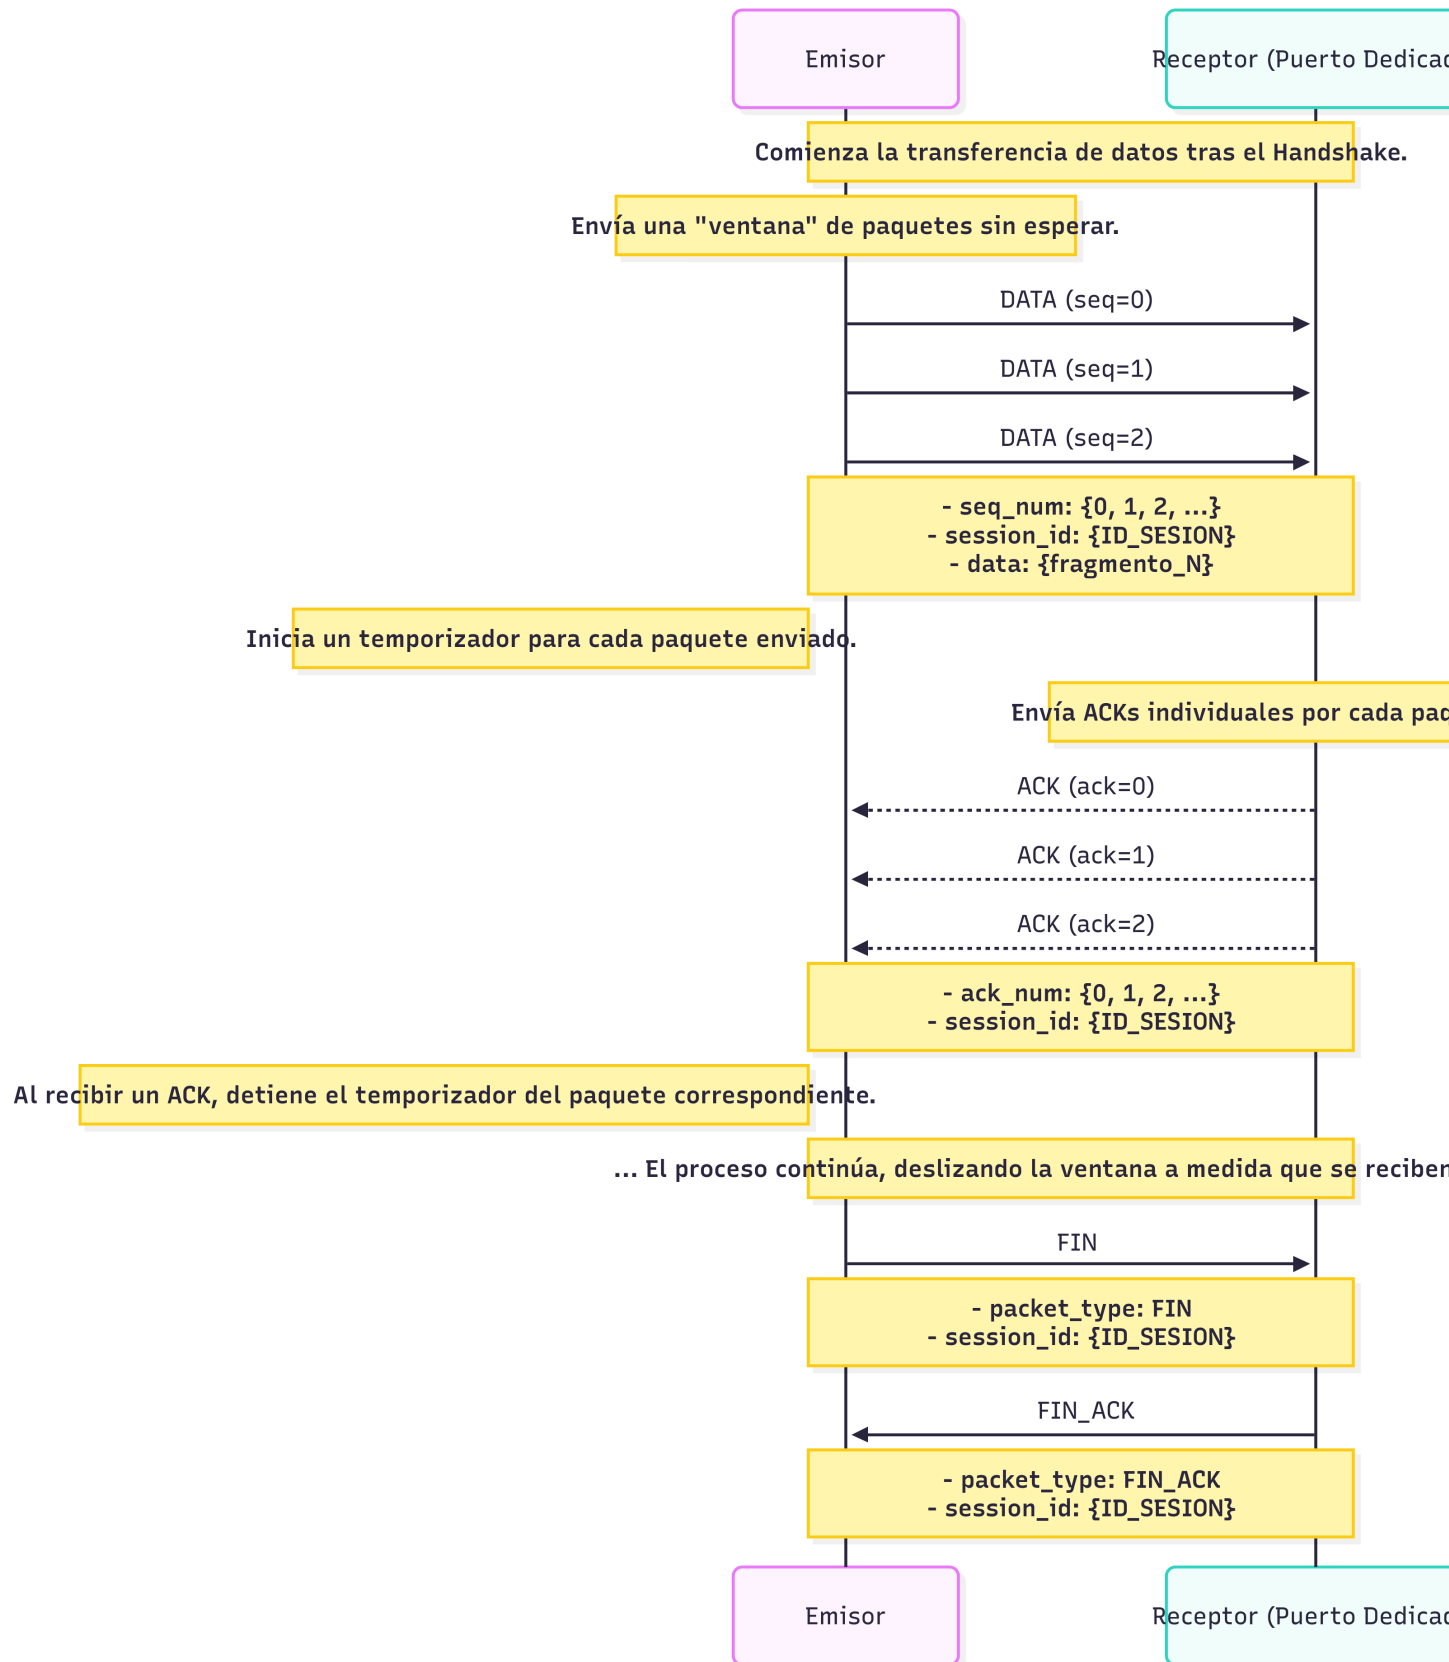 Emisor
Receptor (Puerto
Comienza la transferencia de datos tras el Handshake.
Envía una "ventana" de paquetes sin esperar.
DATA (seq=0)
DATA (seq=1)
DATA (seq=2)
- seq_num: {0, 1, 2, ...}
- session_id: {ID_SESION}
- data: {fragmento_N}
Inicia un temporizador para cada paquete enviado.
Envía ACKs individuales por cada
ACK (ack=0)
ACK (ack=1)
ACK (ack=2)
- ack_num: {0, 1, 2, ...}
- session_id: {ID_SESION}
Al recibir un ACK, detiene el temporizador del paquete correspondiente.
... El proceso continúa, deslizando la ventana a medida que se reciben
FIN
- packet_type: FIN
- session_id: {ID_SESION}
FIN_ACK
- packet_type: FIN_ACK
- session_id: {ID_SESION}
Emisor
Receptor (Puerto